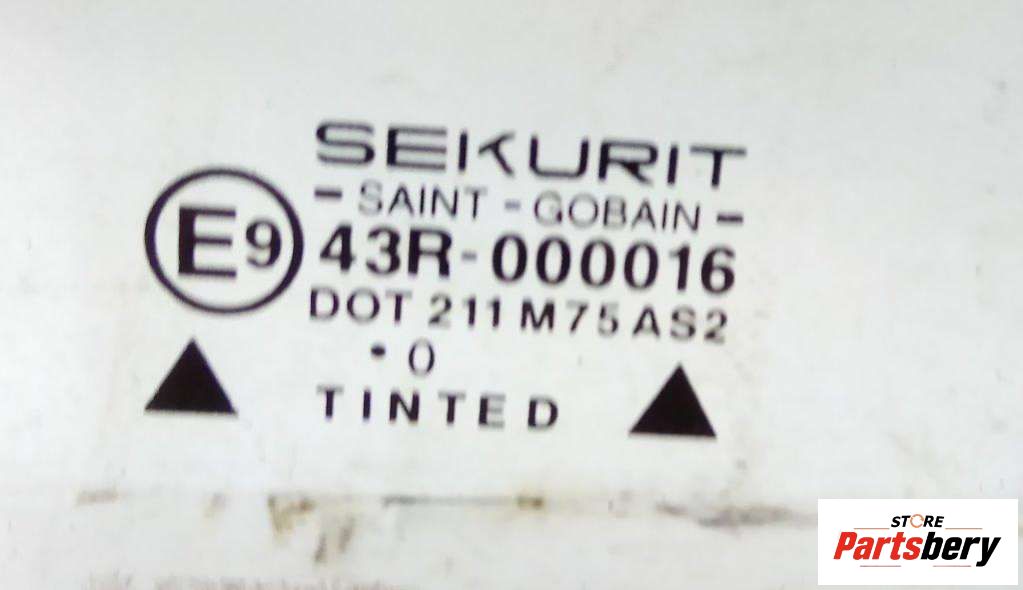 SEKURIT
- SAINT - GOBAIN -
E9
43R-000016
DOT 211 M75 AS2
· 0
TINTED
STORE
Partsbery